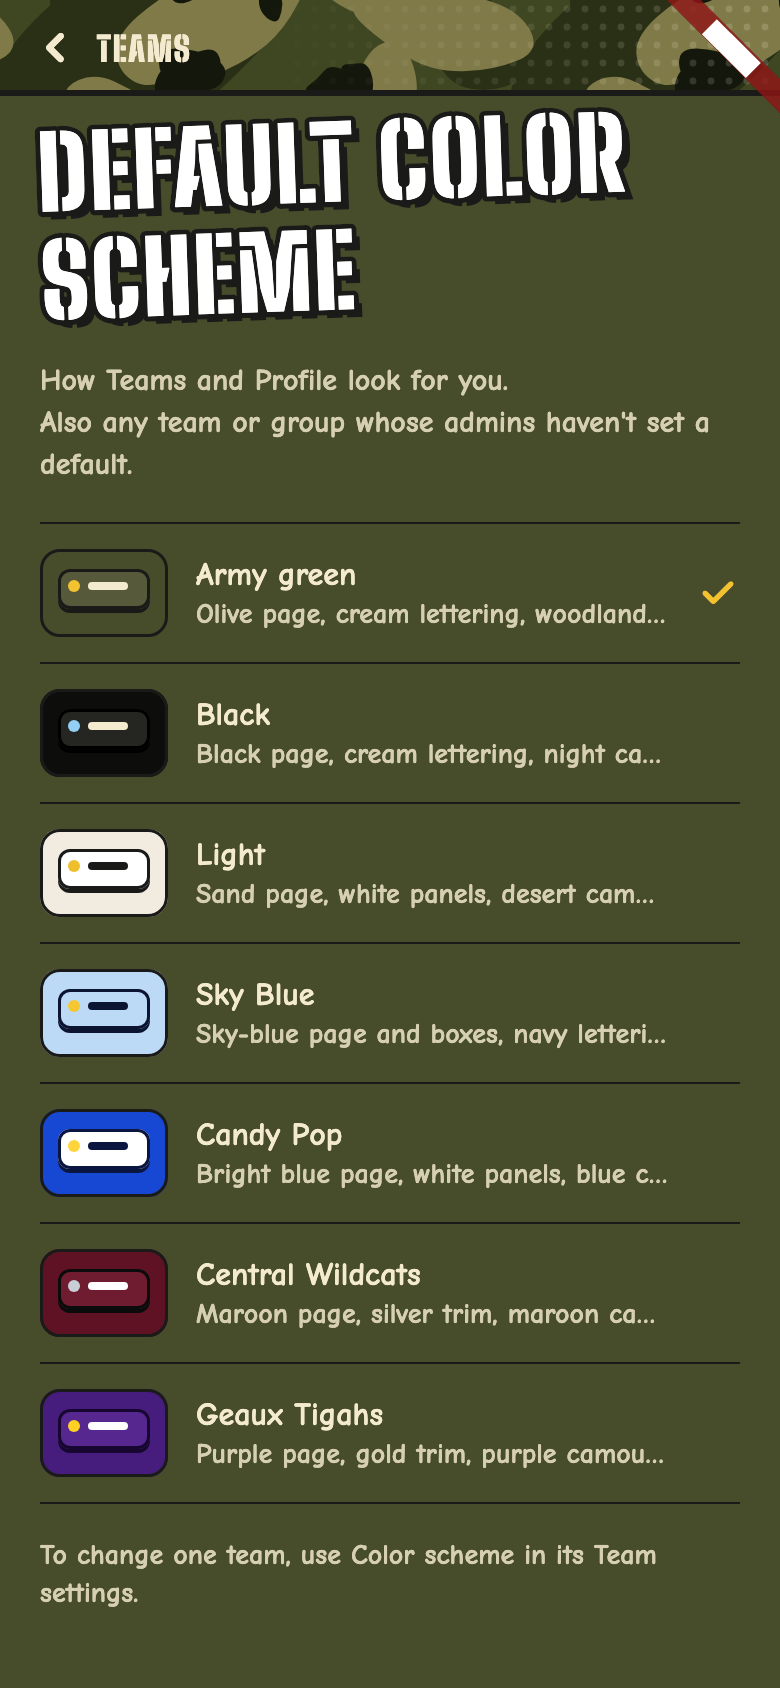 TEAMS
DEFAULT COLOR
SCHEME
How Teams and Profile look for you.
Also any team or group whose admins haven't set a
default.
Army green
Olive page, cream lettering, woodland...
Black
Black page, cream lettering, night ca...
Light
Sand page, white panels, desert cam...
Sky Blue
Sky-blue page and boxes, navy letteri...
Candy Pop
Bright blue page, white panels, blue c...
Central Wildcats
Maroon page, silver trim, maroon ca...
Geaux Tigahs
Purple page, gold trim, purple camou...
To change one team, use Color scheme in its Team
settings.